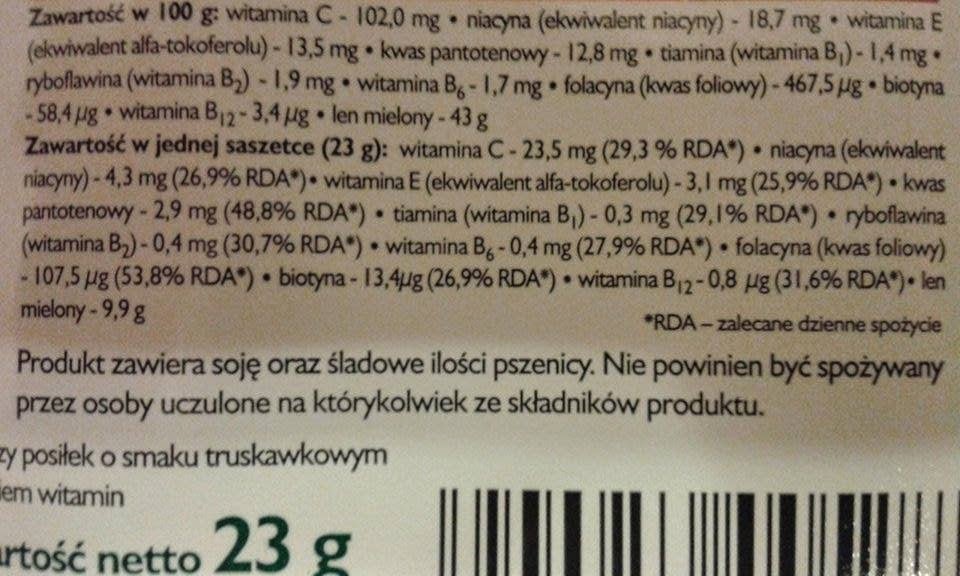 Zawartość w 100 g: witamina C - 102,0 mg • niacyna (ekwiwalent niacyny) - 18,7 mg • witamina E
(ekwiwalent alfa-tokoferolu) - 13,5 mg • kwas pantotenowy - 12,8 mg • tiamina (witamina B₁) - 1,4 mg •
ryboflawina (witamina B₂) - 1,9 mg • witamina B₆ - 1,7 mg • folacyna (kwas foliowy) - 467,5 µg • biotyna
- 58,4 µg • witamina B₁₂ - 3,4 µg • len mielony - 43 g
Zawartość w jednej saszetce (23 g): witamina C - 23,5 mg (29,3 % RDA*) • niacyna (ekwiwalent
niacyny) - 4,3 mg (26,9% RDA*) • witamina E (ekwiwalent alfa-tokoferolu) - 3,1 mg (25,9% RDA*) • kwas
pantotenowy - 2,9 mg (48,8% RDA*) • tiamina (witamina B₁) - 0,3 mg (29,1% RDA*) • ryboflawina
(witamina B₂) - 0,4 mg (30,7% RDA*) • witamina B₆ - 0,4 mg (27,9% RDA*) • folacyna (kwas foliowy)
- 107,5 µg (53,8% RDA*) • biotyna - 13,4µg (26,9% RDA*) • witamina B₁₂ - 0,8 µg (31,6% RDA*) • len
mielony - 9,9 g
*RDA – zalecane dzienne spożycie
Produkt zawiera soję oraz śladowe ilości pszenicy. Nie powinien być spożywany
przez osoby uczulone na którykolwiek ze składników produktu.
zy posiłek o smaku truskawkowym
iem witamin
artość netto 23 g